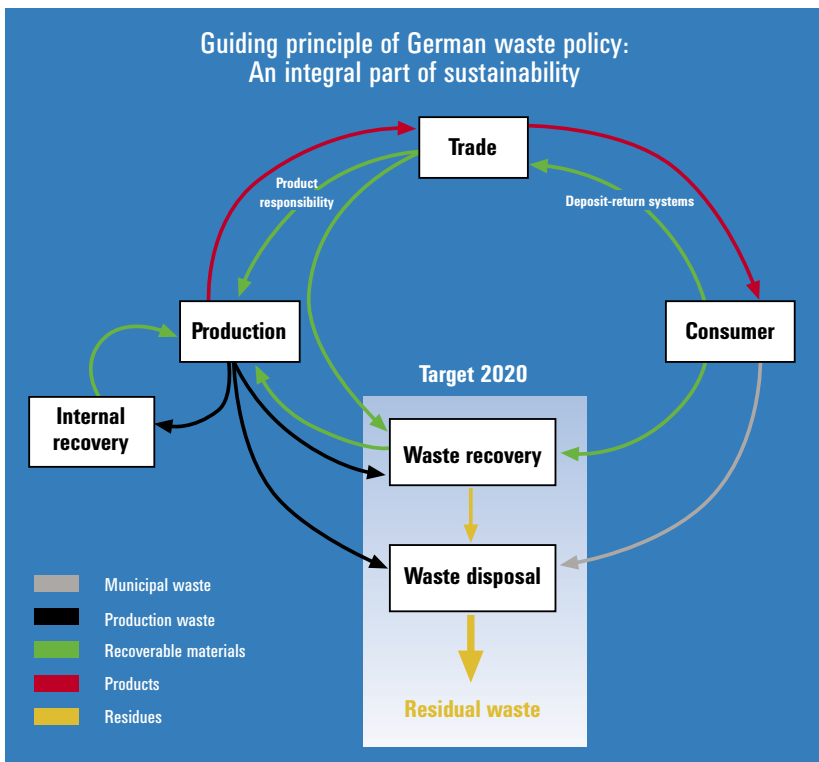 Guiding principle of German waste policy:
An integral part of sustainability
Trade
Product
responsibility
Deposit-return systems
Production
Consumer
Target 2020
Internal
recovery
Waste recovery
Waste disposal
Municipal waste
Production waste
Recoverable materials
Products
Residues
Residual waste